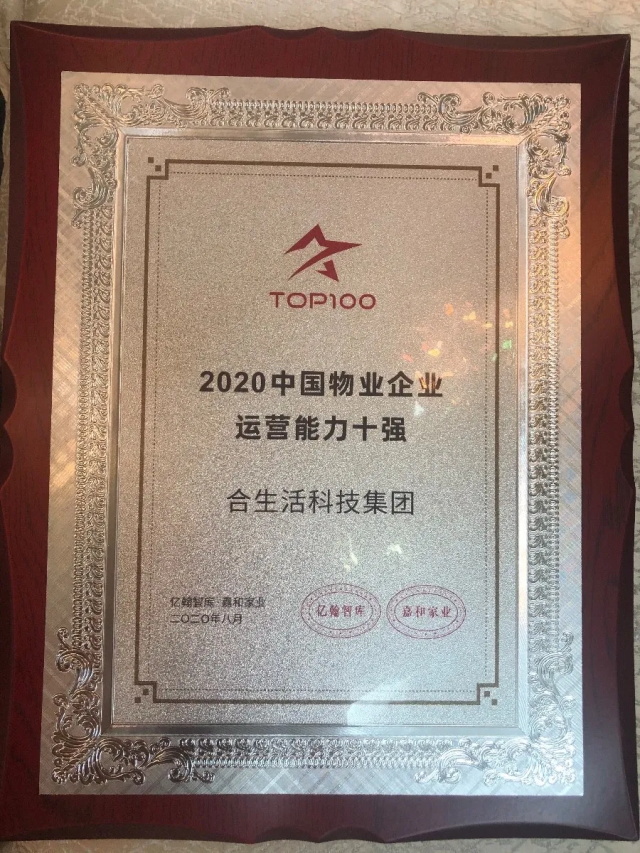 TOP100
2020中国物业企业
运营能力十强
合生活科技集团
亿翰智库 嘉和家业
二〇二〇年八月
亿翰智库
嘉和家业